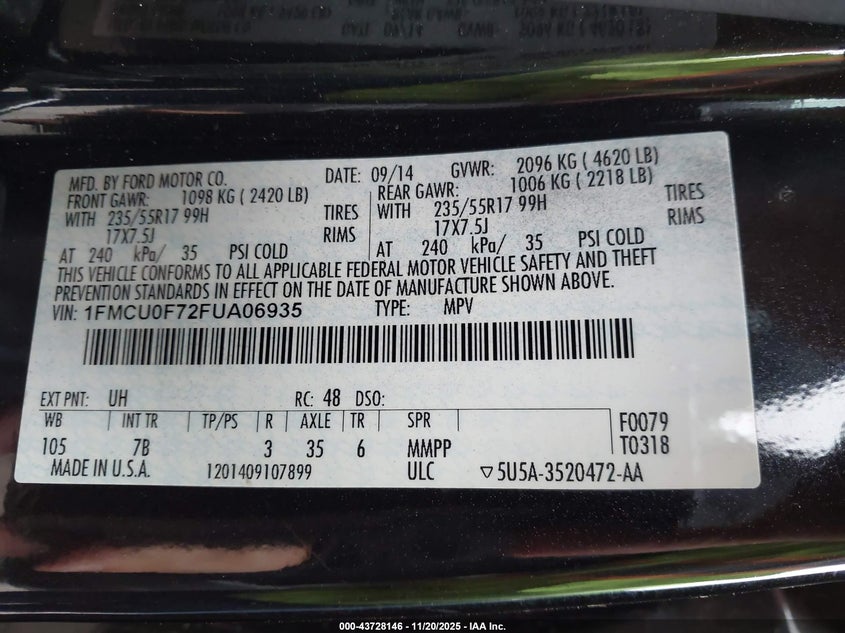 MFD. BY FORD MOTOR CO. DATE: 09/14 GVWR: 2096 KG ( 4620 LB)
FRONT GAWR: 1098 KG ( 2420 LB) REAR GAWR: 1006 KG ( 2218 LB)
WITH 235/55R17 99H TIRES WITH 235/55R17 99H TIRES
17X7.5J RIMS 17X7.5J RIMS
AT 240 kPa/ 35 PSI COLD AT 240 kPa/ 35 PSI COLD
THIS VEHICLE CONFORMS TO ALL APPLICABLE FEDERAL MOTOR VEHICLE SAFETY AND THEFT
PREVENTION STANDARDS IN EFFECT ON THE DATE OF MANUFACTURE SHOWN ABOVE.
VIN: 1FMCU0F72FUA06935 TYPE: MPV
EXT PNT: UH RC: 48 DSO:
WB INT TR TP/PS R AXLE TR SPR F0079
105 7B 3 35 6 MMPP T0318
MADE IN U.S.A. 1201409107899 ULC ▽5U5A-3520472-AA
000-43728146 - 11/20/2025 - IAA Inc.